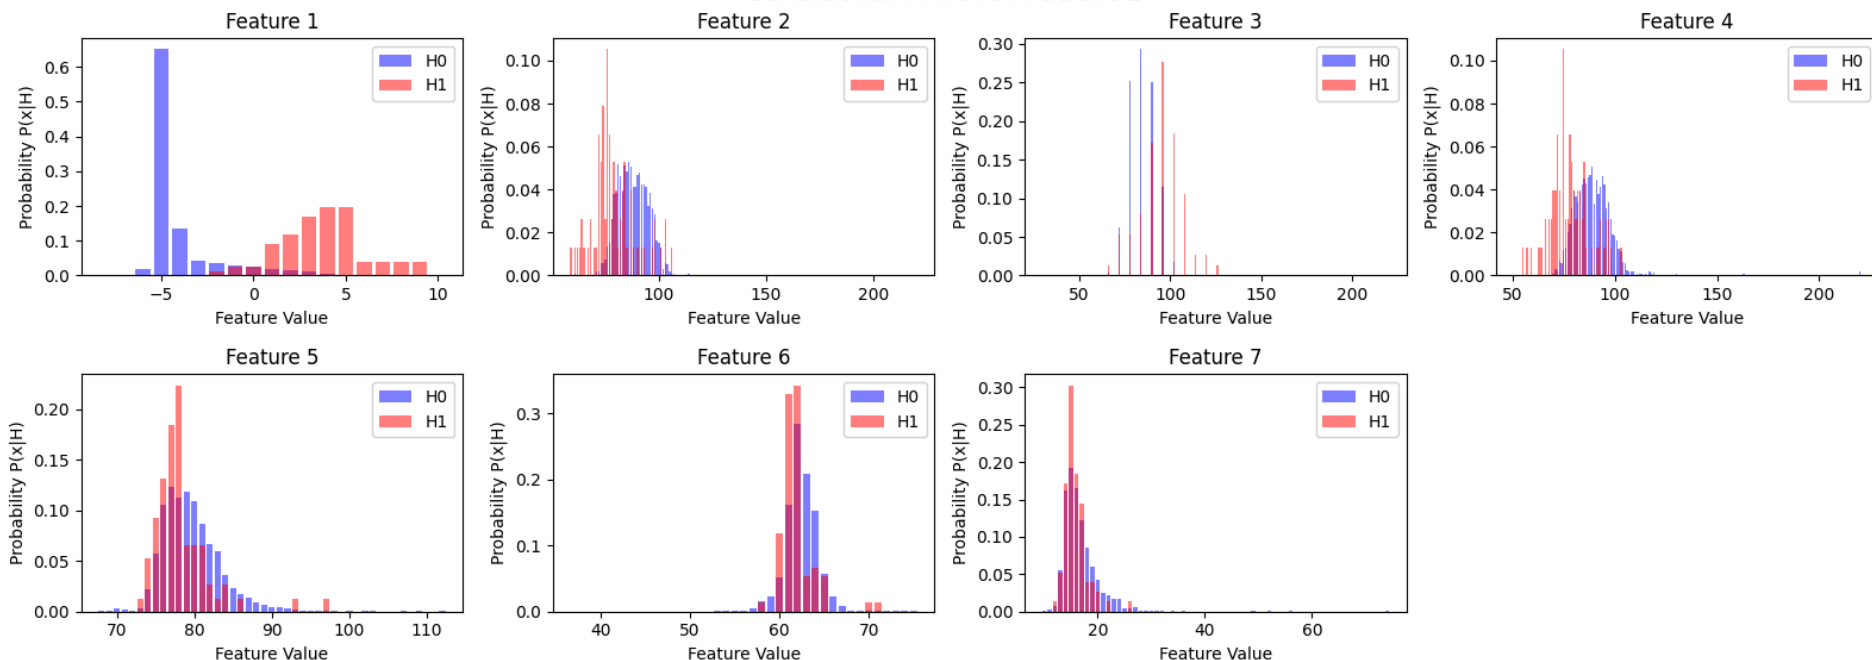 Feature 1
Probability P(x|H)
0.6
0.5
0.4
0.3
0.2
0.1
0.0
H0
H1
−5 0 5 10
Feature Value
Feature 2
Probability P(x|H)
0.10
0.08
0.06
0.04
0.02
0.00
H0
H1
100 150 200
Feature Value
Feature 3
Probability P(x|H)
0.30
0.25
0.20
0.15
0.10
0.05
0.00
H0
H1
50 100 150 200
Feature Value
Feature 4
Probability P(x|H)
0.10
0.08
0.06
0.04
0.02
0.00
H0
H1
50 100 150 200
Feature Value
Feature 5
Probability P(x|H)
0.20
0.15
0.10
0.05
0.00
H0
H1
70 80 90 100 110
Feature Value
Feature 6
Probability P(x|H)
0.3
0.2
0.1
0.0
H0
H1
40 50 60 70
Feature Value
Feature 7
Probability P(x|H)
0.30
0.25
0.20
0.15
0.10
0.05
0.00
H0
H1
20 40 60
Feature Value